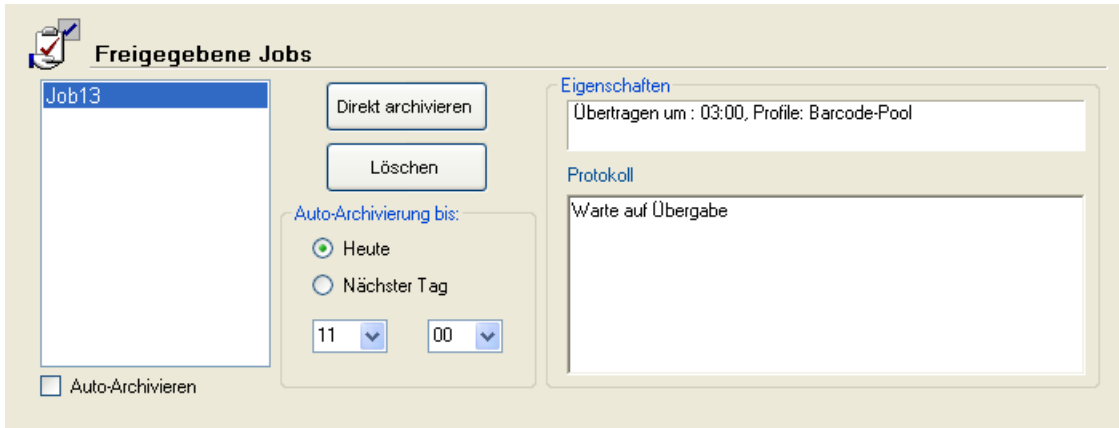 Freigegebene Jobs
Job13
Direkt archivieren
Löschen
Auto-Archivierung bis:
Heute
Nächster Tag
11 00
Auto-Archivieren
Eigenschaften
Übertragen um : 03:00, Profile: Barcode-Pool
Protokoll
Warte auf Übergabe